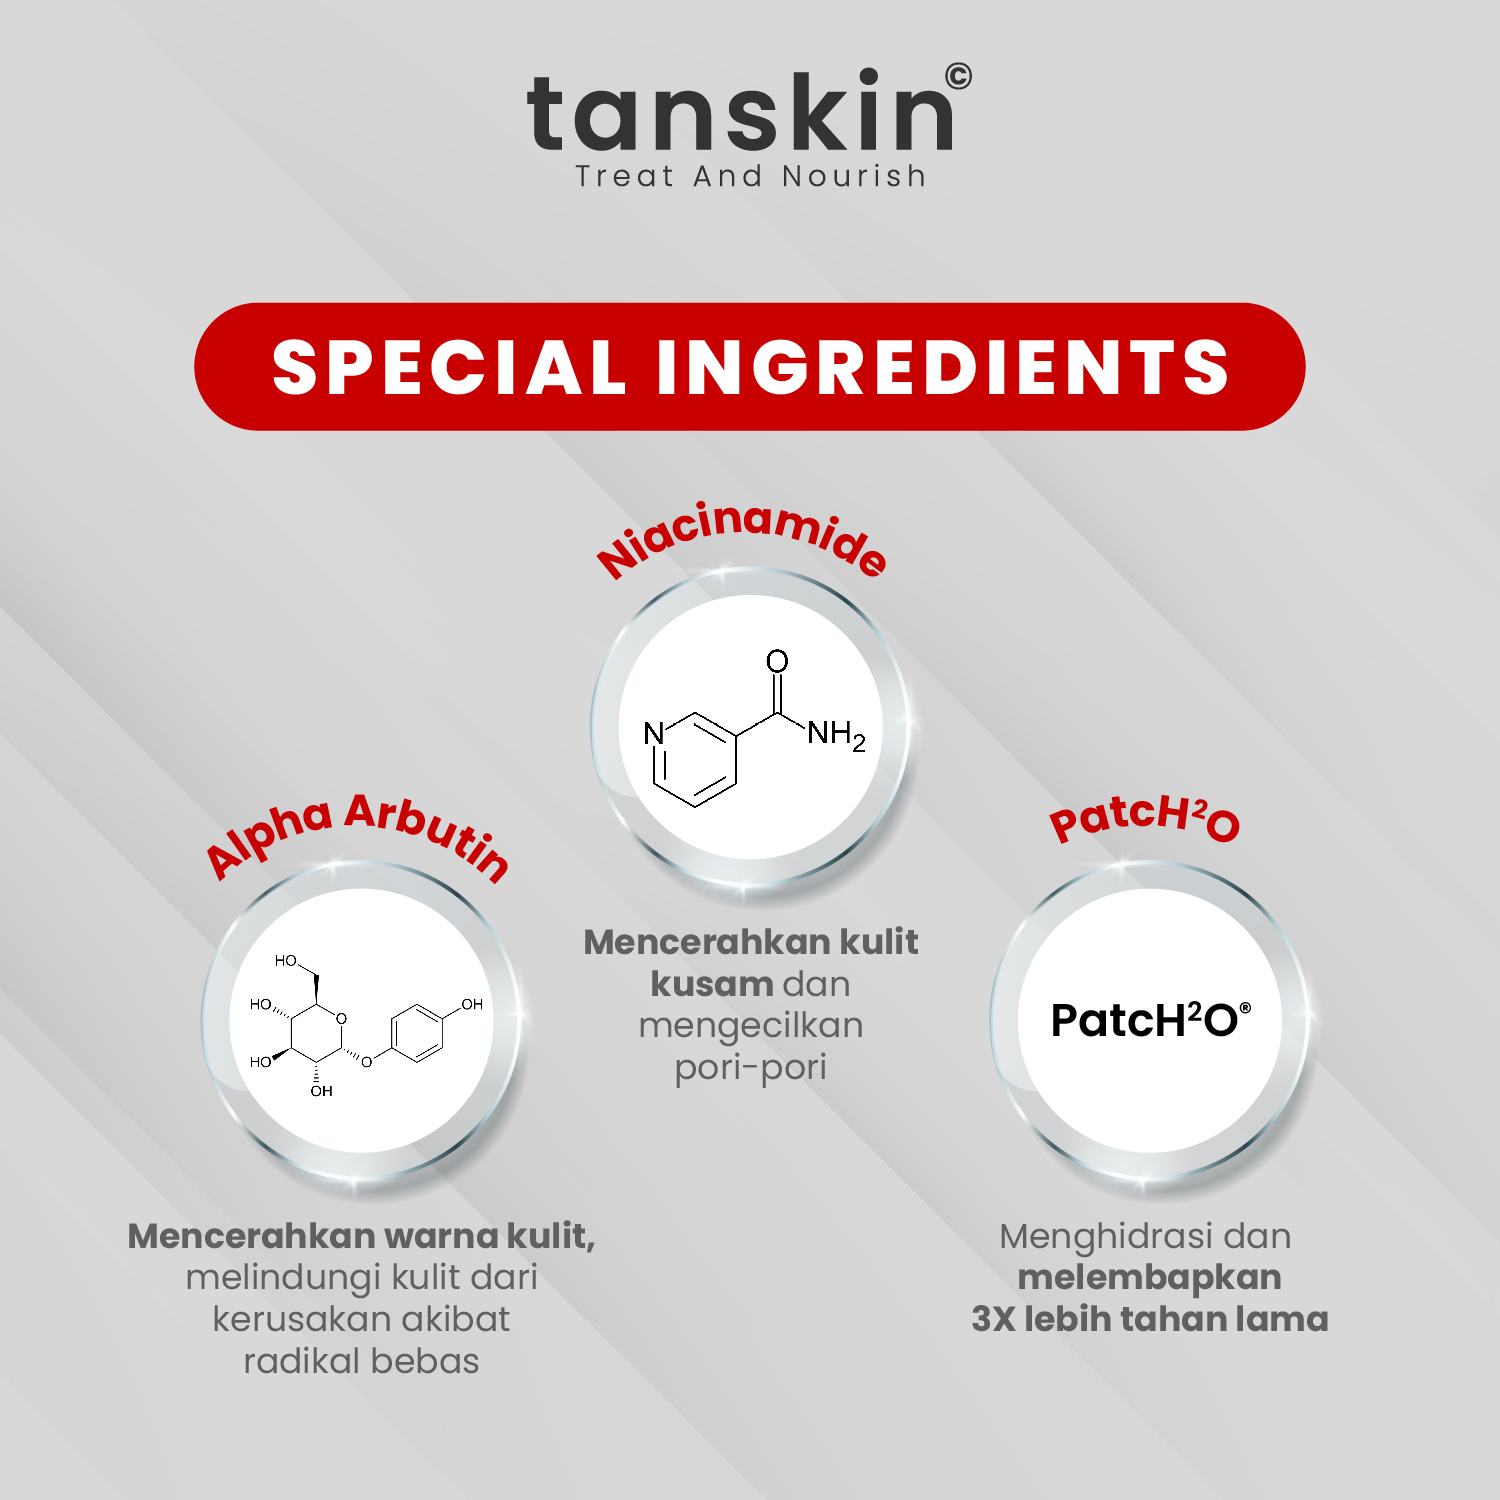 tanskin©
Treat And Nourish
SPECIAL INGREDIENTS
Niacinamide
O
N
NH₂
Mencerahkan kulit
kusam dan
mengecilkan
pori-pori
Alpha Arbutin
HO
HO
O
OH
HO
O
OH
Mencerahkan warna kulit,
melindungi kulit dari
kerusakan akibat
radikal bebas
PatcH²O
PatcH²O®
Menghidrasi dan
melembapkan
3X lebih tahan lama